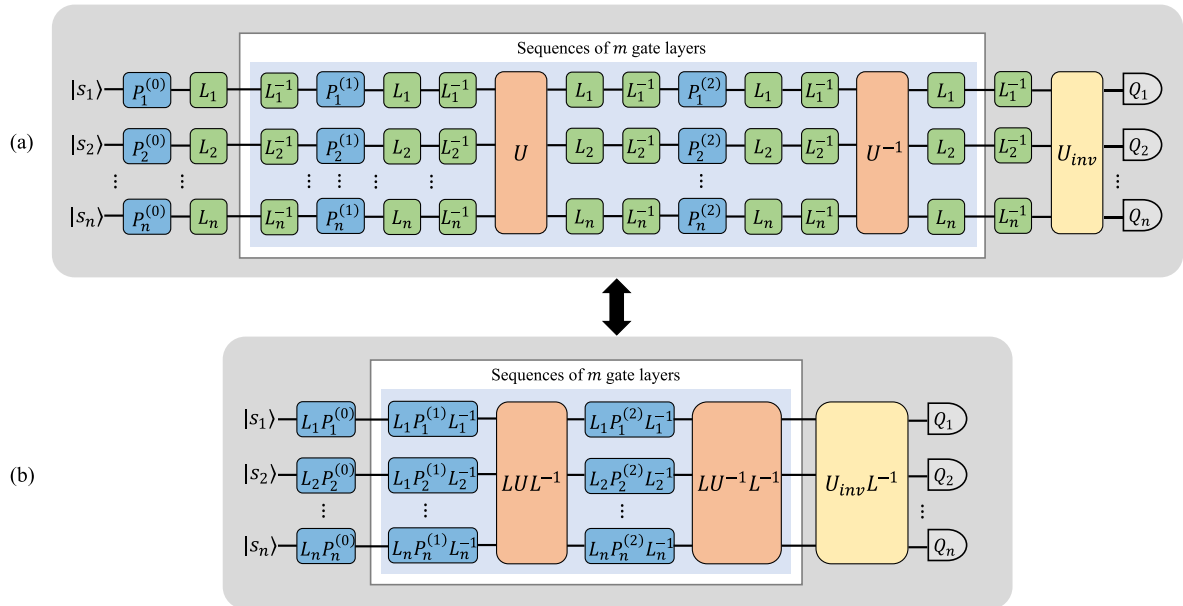 Sequences of m gate layers
|s₁⟩ P₁⁽⁰⁾ L₁ L₁⁻¹ P₁⁽¹⁾ L₁ L₁⁻¹ L₁ L₁⁻¹ P₁⁽²⁾ L₁ L₁⁻¹ L₁ L₁⁻¹ Q₁
(a) |s₂⟩ P₂⁽⁰⁾ L₂ L₂⁻¹ P₂⁽¹⁾ L₂ L₂⁻¹ U L₂ L₂⁻¹ P₂⁽²⁾ L₂ L₂⁻¹ U⁻¹ L₂ L₂⁻¹ U_inv Q₂
⋮ ⋮ ⋮ ⋮ ⋮ ⋮ ⋮ ⋮
|sₙ⟩ Pₙ⁽⁰⁾ Lₙ Lₙ⁻¹ Pₙ⁽¹⁾ Lₙ Lₙ⁻¹ Lₙ Lₙ⁻¹ Pₙ⁽²⁾ Lₙ Lₙ⁻¹ Lₙ Lₙ⁻¹ Qₙ
Sequences of m gate layers
|s₁⟩ L₁P₁⁽⁰⁾ L₁P₁⁽¹⁾L₁⁻¹ L₁P₁⁽²⁾L₁⁻¹ Q₁
(b) |s₂⟩ L₂P₂⁽⁰⁾ L₁P₂⁽¹⁾L₂⁻¹ LUL⁻¹ L₂P₂⁽²⁾L₂⁻¹ LU⁻¹L⁻¹ U_invL⁻¹ Q₂
⋮ ⋮ ⋮ ⋮
|sₙ⟩ LₙPₙ⁽⁰⁾ LₙPₙ⁽¹⁾Lₙ⁻¹ LₙPₙ⁽²⁾Lₙ⁻¹ Qₙ